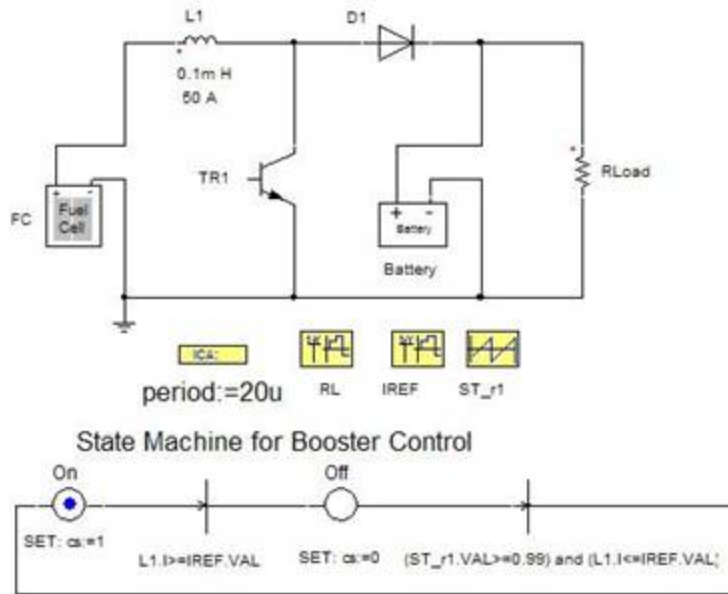 L1
D1
0.1m H
50 A
TR1
RLoad
FC
+ -
Fuel
Cell
+ -
Battery
Battery
ICA:
period:=20u
RL
IREF
ST_r1
State Machine for Booster Control
On
Off
SET: cs:=1
L1.I>=IREF.VAL
SET: cs:=0
(ST_r1.VAL>=0.99) and (L1.I<=IREF.VAL)